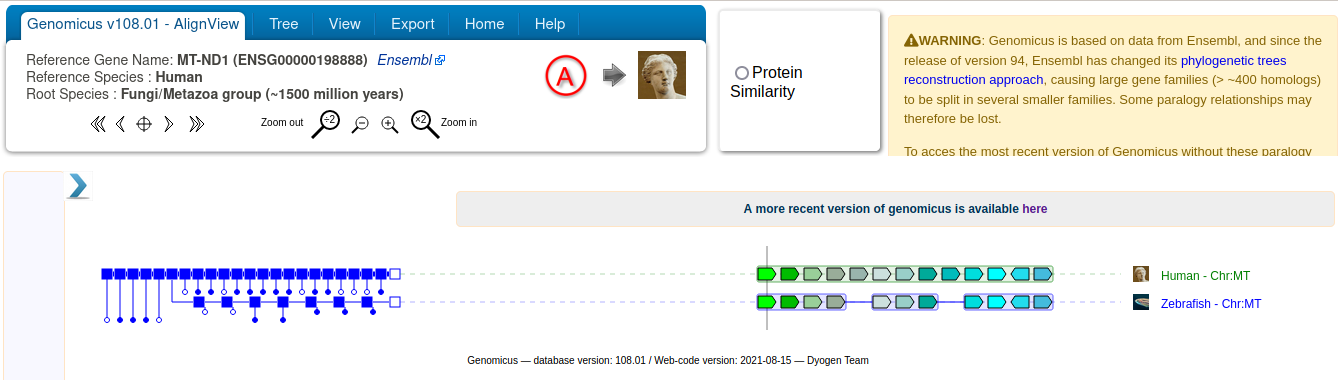 Genomicus v108.01 - AlignView Tree View Export Home Help
Reference Gene Name: MT-ND1 (ENSG00000198888) Ensembl
Reference Species : Human
Root Species : Fungi/Metazoa group (~1500 million years)
A
Zoom out ÷2 ×2 Zoom in
Protein
Similarity
WARNING: Genomicus is based on data from Ensembl, and since the
release of version 94, Ensembl has changed its phylogenetic trees
reconstruction approach, causing large gene families (> ~400 homologs)
to be split in several smaller families. Some paralogy relationships may
therefore be lost.
To acces the most recent version of Genomicus without these paralogy
A more recent version of genomicus is available here
Human - Chr:MT
Zebrafish - Chr:MT
Genomicus — database version: 108.01 / Web-code version: 2021-08-15 — Dyogen Team